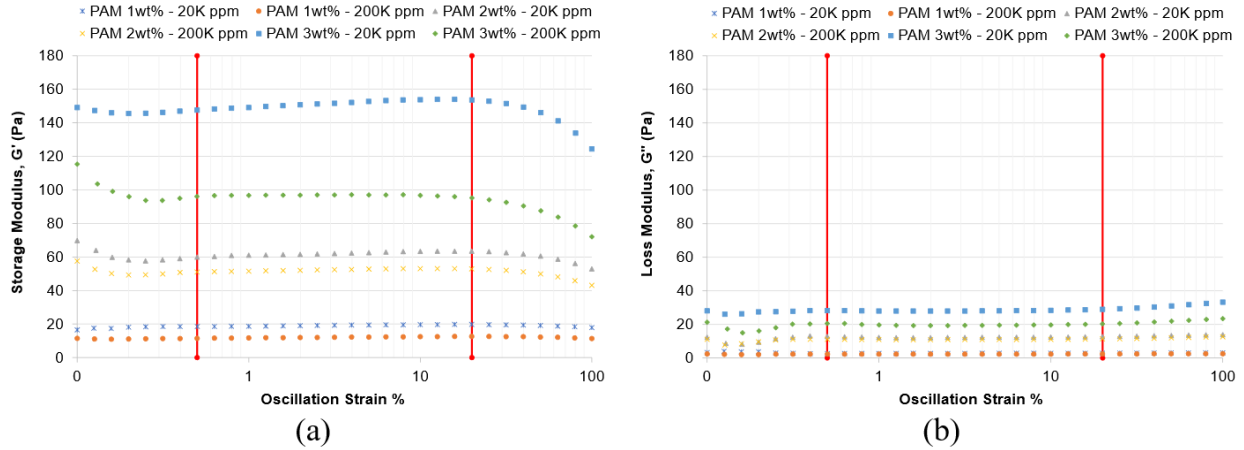 PAM 1wt% - 20K ppm PAM 1wt% - 200K ppm PAM 2wt% - 20K ppm
PAM 2wt% - 200K ppm PAM 3wt% - 20K ppm PAM 3wt% - 200K ppm
180
160
140
120
100
80
60
40
20
0
Storage Modulus, G' (Pa)
0 1 10 100
Oscillation Strain %
(a)
PAM 1wt% - 20K ppm PAM 1wt% - 200K ppm PAM 2wt% - 20K ppm
PAM 2wt% - 200K ppm PAM 3wt% - 20K ppm PAM 3wt% - 200K ppm
180
160
140
120
100
80
60
40
20
0
Loss Modulus, G'' (Pa)
0 1 10 100
Oscillation Strain %
(b)